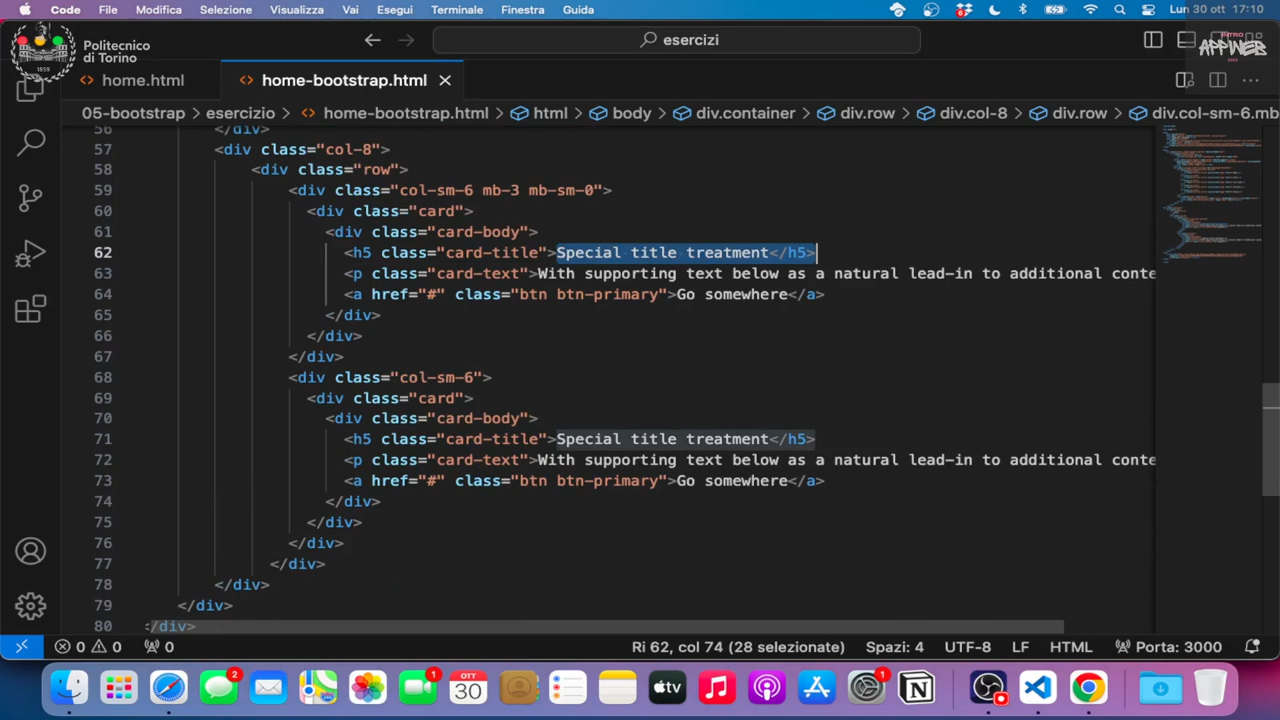 Code File Modifica Selezione Visualizza Vai Esegui Terminale Finestra Guida Lun 30 ott 17:10
Politecnico
di Torino
1859
esercizi
INTRO
APPWEB
home.html home-bootstrap.html
05-bootstrap esercizio home-bootstrap.html html body div.container div.row div.col-8 div.row div.col-sm-6.mb
56 </div>
57 <div class="col-8">
58 <div class="row">
59 <div class="col-sm-6 mb-3 mb-sm-0">
60 <div class="card">
61 <div class="card-body">
62 <h5 class="card-title">Special title treatment</h5>
63 <p class="card-text">With supporting text below as a natural lead-in to additional conte
64 <a href="#" class="btn btn-primary">Go somewhere</a>
65 </div>
66 </div>
67 </div>
68 <div class="col-sm-6">
69 <div class="card">
70 <div class="card-body">
71 <h5 class="card-title">Special title treatment</h5>
72 <p class="card-text">With supporting text below as a natural lead-in to additional conte
73 <a href="#" class="btn btn-primary">Go somewhere</a>
74 </div>
75 </div>
76 </div>
77 </div>
78 </div>
79 </div>
80 </div>
0 0 0 Ri 62, col 74 (28 selezionate) Spazi: 4 UTF-8 LF HTML Porta: 3000
2 1 OTT 30 tv 1